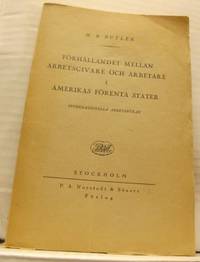 H. B. BUTLER
FÖRHÅLLANDET MELLAN
ARBETSGIVARE OCH ARBETARE
I
AMERIKAS FÖRENTA STATER
INTERNATIONELLA ARBETSBYRÅN
STOCKHOLM
P. A. Norstedt & Söners
Förlag